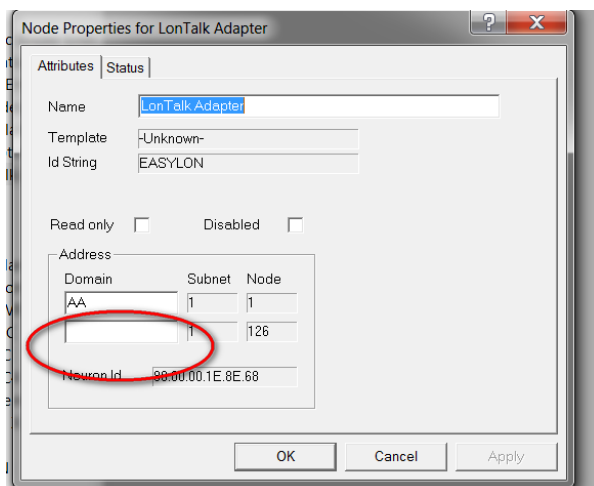 Node Properties for LonTalk Adapter
Attributes Status
Name LonTalk Adapter
Template -Unknown-
Id String EASYLON
Read only Disabled
Address
Domain Subnet Node
AA 1 1
1 126
Neuron Id 80.00.00.1E.8E.68
OK Cancel Apply